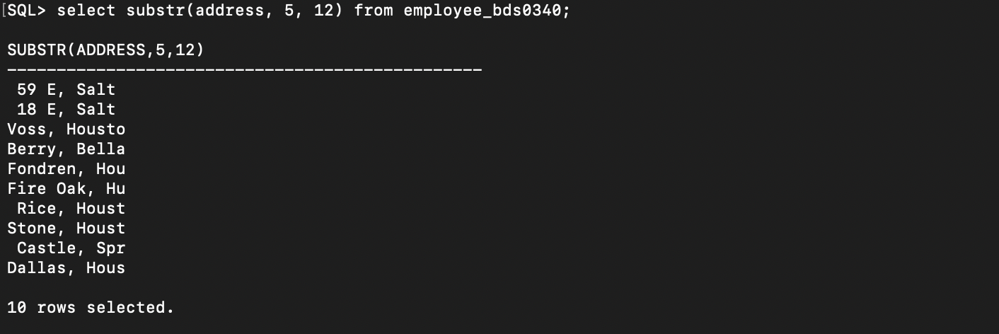 [SQL> select substr(address, 5, 12) from employee_bds0340;
SUBSTR(ADDRESS,5,12)
------------------------------------------------
 59 E, Salt
 18 E, Salt
Voss, Housto
Berry, Bella
Fondren, Hou
Fire Oak, Hu
 Rice, Houst
Stone, Houst
 Castle, Spr
Dallas, Hous
10 rows selected.